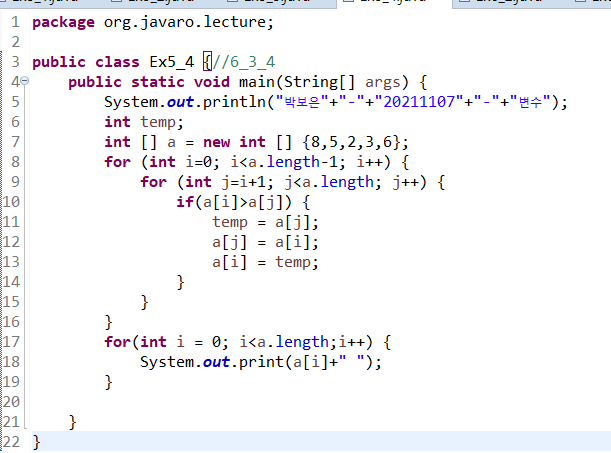 1 package org.javaro.lecture;
2
3 public class Ex5_4 {//6_3_4
4 public static void main(String[] args) {
5 System.out.println("박보은"+"-"+"20211107"+"-"+"변수");
6 int temp;
7 int [] a = new int [] {8,5,2,3,6};
8 for (int i=0; i<a.length-1; i++) {
9 for (int j=i+1; j<a.length; j++) {
10 if(a[i]>a[j]) {
11 temp = a[j];
12 a[j] = a[i];
13 a[i] = temp;
14 }
15 }
16 }
17 for(int i = 0; i<a.length;i++) {
18 System.out.print(a[i]+" ");
19 }
20
21 }
22 }